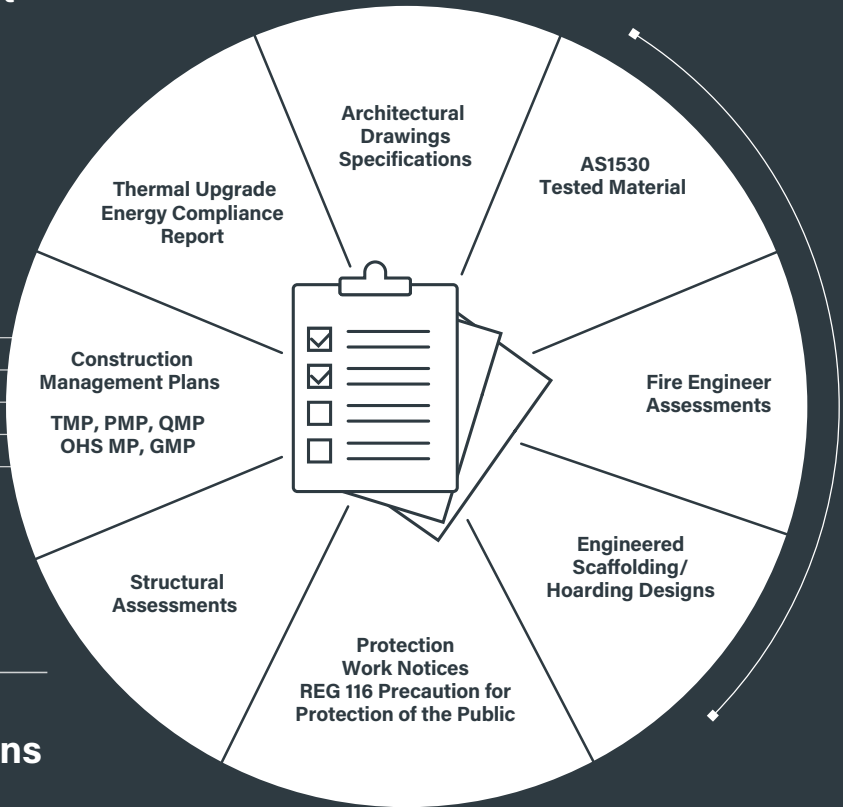 Architectural
Drawings
Specifications
AS1530
Tested Material
Fire Engineer
Assessments
Engineered
Scaffolding/
Hoarding Designs
Protection
Work Notices
REG 116 Precaution for
Protection of the Public
Structural
Assessments
Construction
Management Plans
TMP, PMP, QMP
OHS MP, GMP
Thermal Upgrade
Energy Compliance
Report
ns